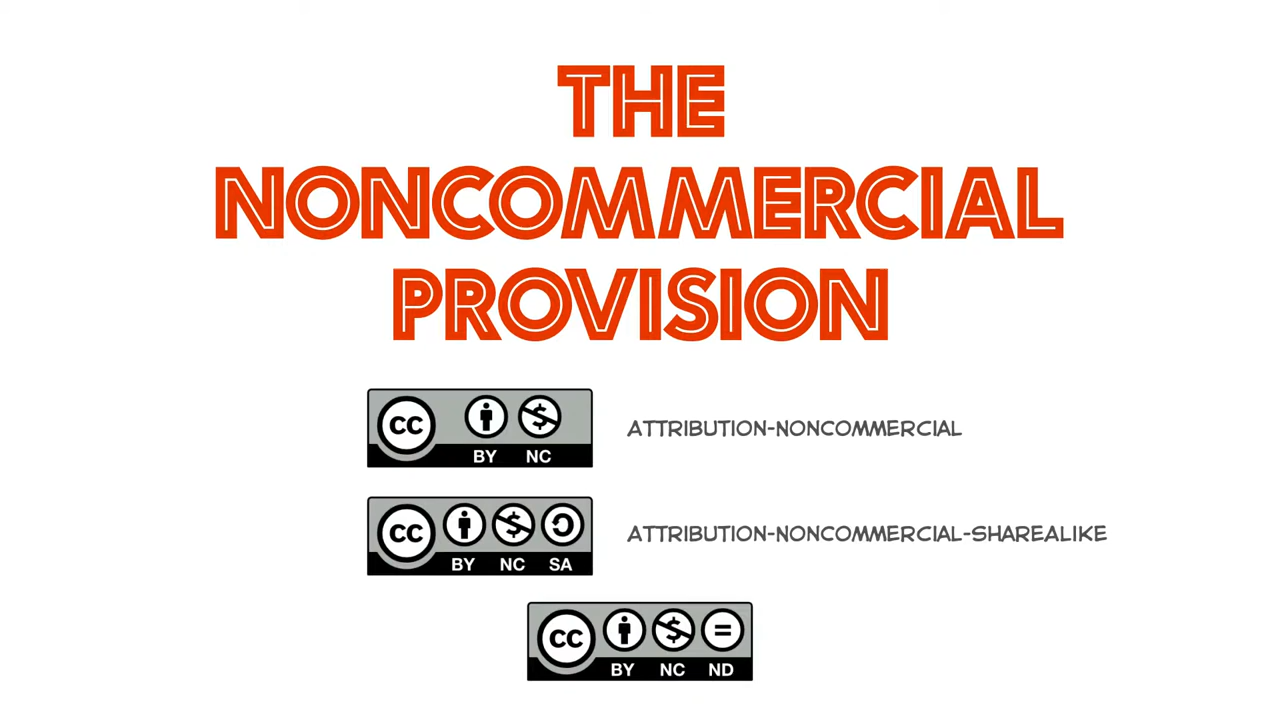 THE
NONCOMMERCIAL
PROVISION
CC BY NC
ATTRIBUTION-NONCOMMERCIAL
CC BY NC SA
ATTRIBUTION-NONCOMMERCIAL-SHAREALIKE
CC BY NC ND